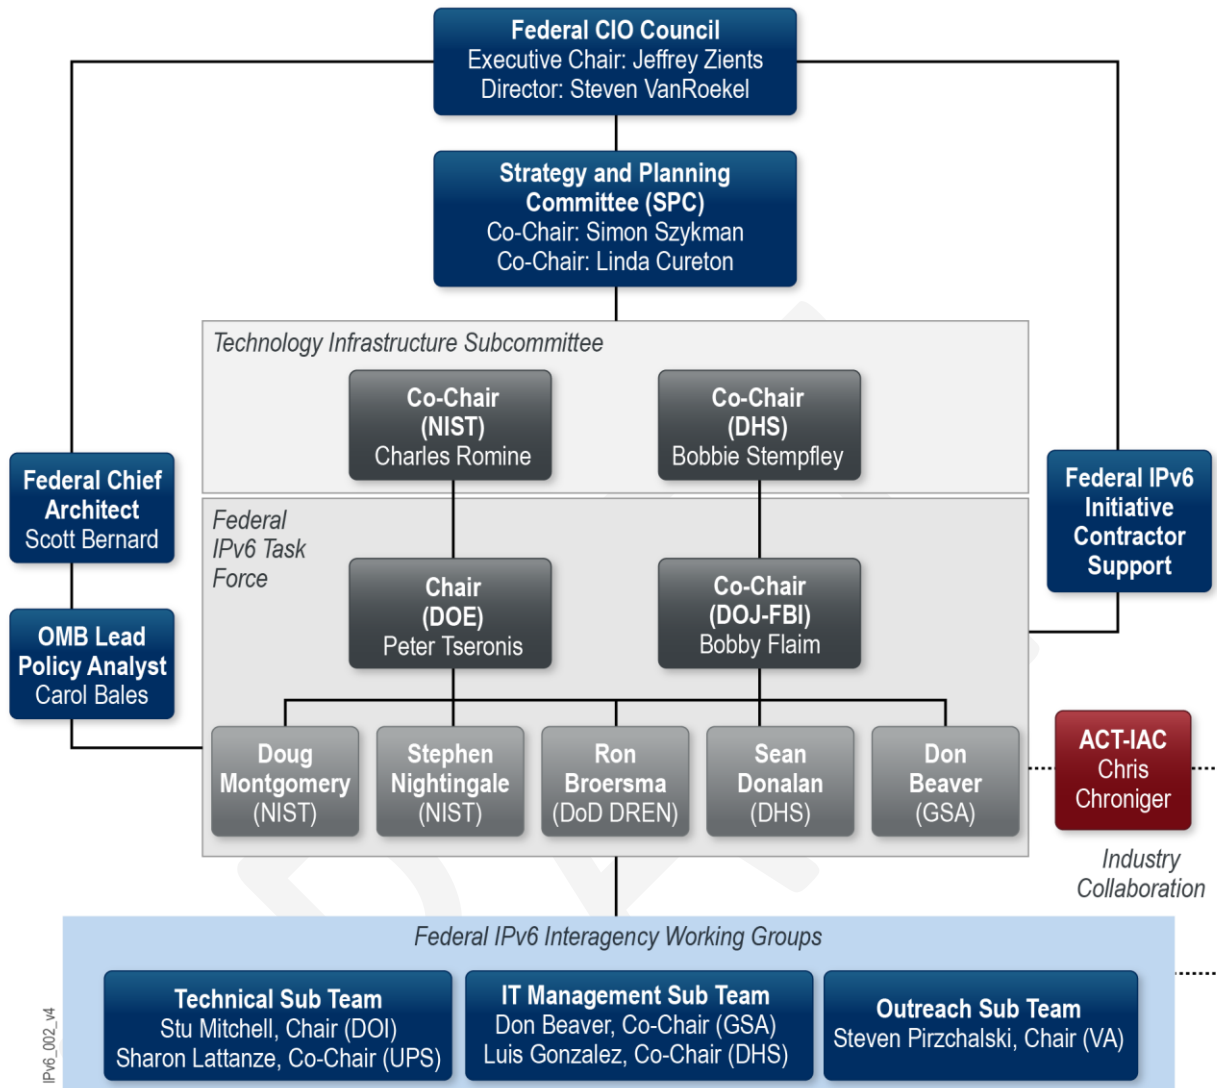 Federal CIO Council
Executive Chair: Jeffrey Zients
Director: Steven VanRoekel
Strategy and Planning
Committee (SPC)
Co-Chair: Simon Szykman
Co-Chair: Linda Cureton
Technology Infrastructure Subcommittee
Co-Chair
(NIST)
Charles Romine
Co-Chair
(DHS)
Bobbie Stempfley
Federal Chief
Architect
Scott Bernard
Federal IPv6
Initiative
Contractor
Support
Federal
IPv6 Task
Force
Chair
(DOE)
Peter Tseronis
Co-Chair
(DOJ-FBI)
Bobby Flaim
OMB Lead
Policy Analyst
Carol Bales
Doug
Montgomery
(NIST)
Stephen
Nightingale
(NIST)
Ron
Broersma
(DoD DREN)
Sean
Donalan
(DHS)
Don
Beaver
(GSA)
ACT-IAC
Chris
Chroniger
Industry
Collaboration
Federal IPv6 Interagency Working Groups
Technical Sub Team
Stu Mitchell, Chair (DOI)
Sharon Lattanze, Co-Chair (UPS)
IT Management Sub Team
Don Beaver, Co-Chair (GSA)
Luis Gonzalez, Co-Chair (DHS)
Outreach Sub Team
Steven Pirzchalski, Chair (VA)
IPv6_002_v4